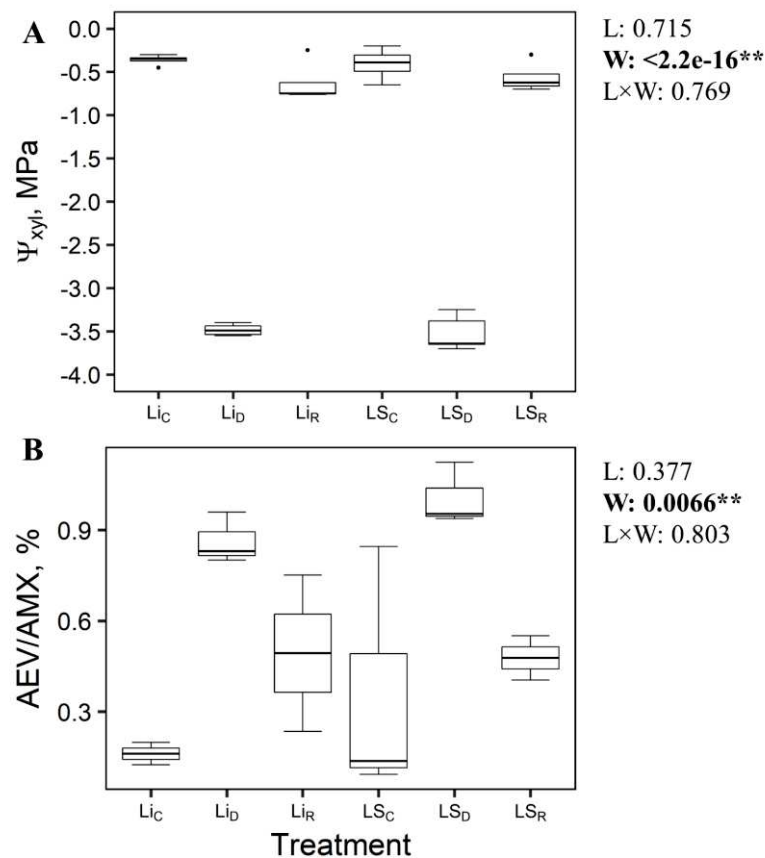 A
0.0
-0.5
-1.0
-1.5
-2.0
-2.5
-3.0
-3.5
-4.0
Ψxyl, MPa
LiC LiD LiR LSC LSD LSR
L: 0.715
W: <2.2e-16**
L×W: 0.769
B
0.9
0.6
0.3
AEV/AMX, %
LiC LiD LiR LSC LSD LSR
Treatment
L: 0.377
W: 0.0066**
L×W: 0.803